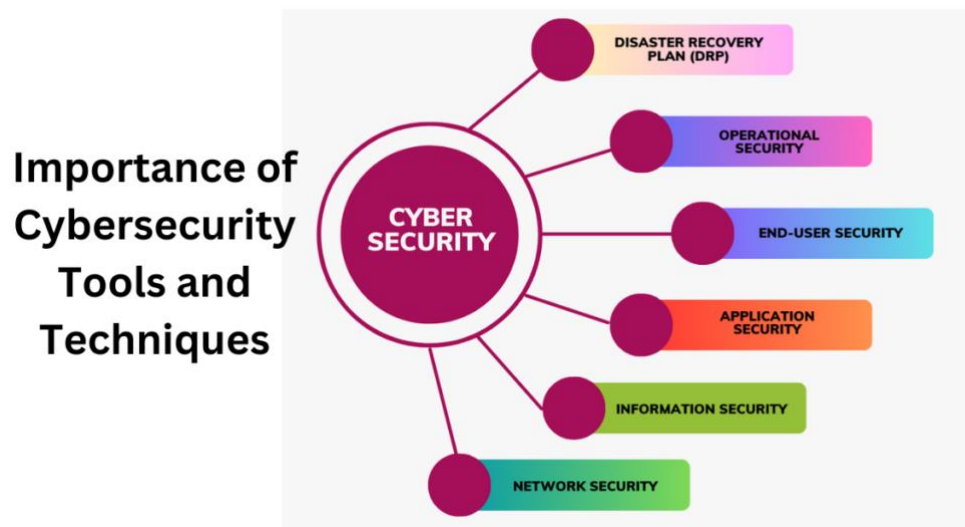 Importance of
Cybersecurity
Tools and
Techniques
CYBER
SECURITY
DISASTER RECOVERY
PLAN (DRP)
OPERATIONAL
SECURITY
END-USER SECURITY
APPLICATION
SECURITY
INFORMATION SECURITY
NETWORK SECURITY